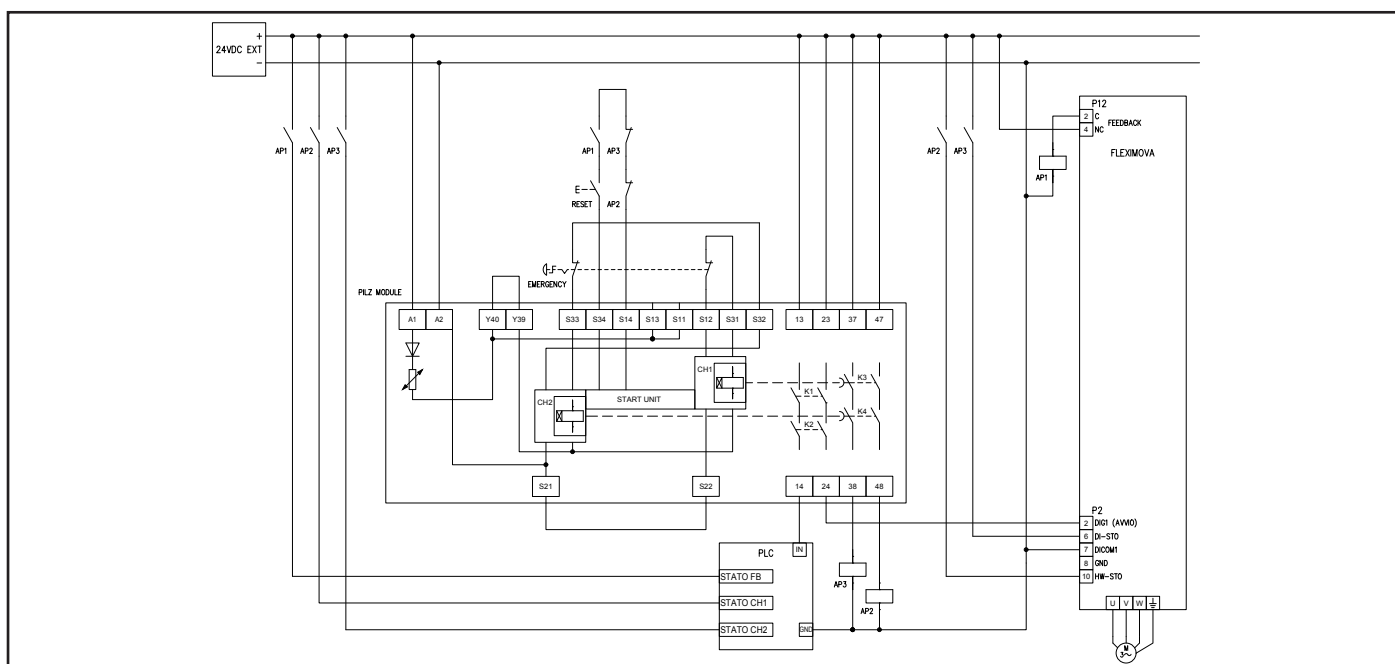 +
24VDC EXT
−
P12
2 C
FEEDBACK
4 NC
FLEXIMOVA
AP1 AP2 AP3
AP1 AP3
AP2 AP3
AP1
E
RESET AP2
EMERGENCY
PILZ MODULE
A1 A2 Y40 Y39 S33 S34 S14 S13 S11 S12 S31 S32 13 23 37 47
CH1
K3
K1
CH2
START UNIT
K4
K2
S21 S22 14 24 38 48
P2
2 DIG1 (AVVIO)
6 DI-STO
7 DICOM1
8 GND
10 HW-STO
PLC
IN
STATO FB
AP3
AP2
STATO CH1
STATO CH2
GND
U V W
M
3~